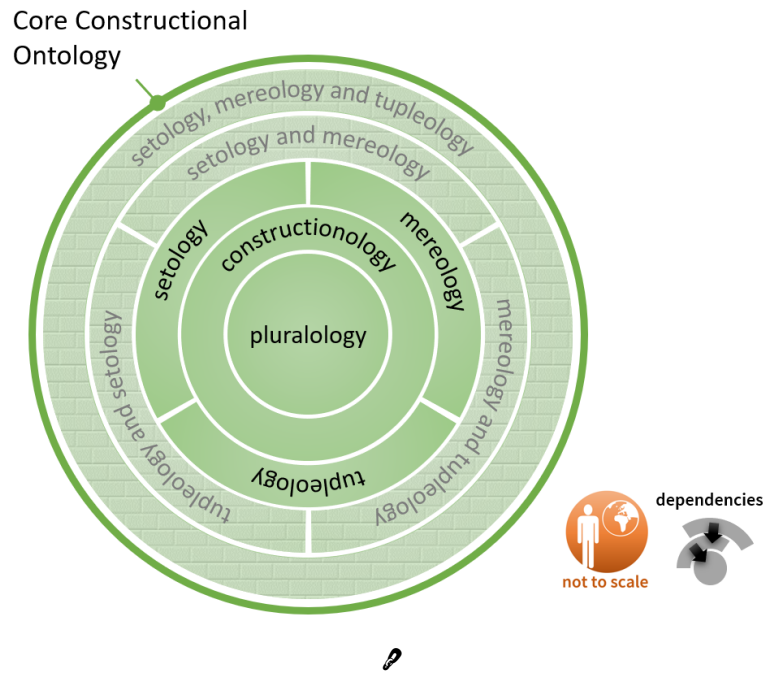 Core Constructional
Ontology
setology, mereology and tupleology
setology and mereology
setology
mereology
constructionology
pluralology
tupleology and setology
mereology and tupleology
tupleology
dependencies
not to scale